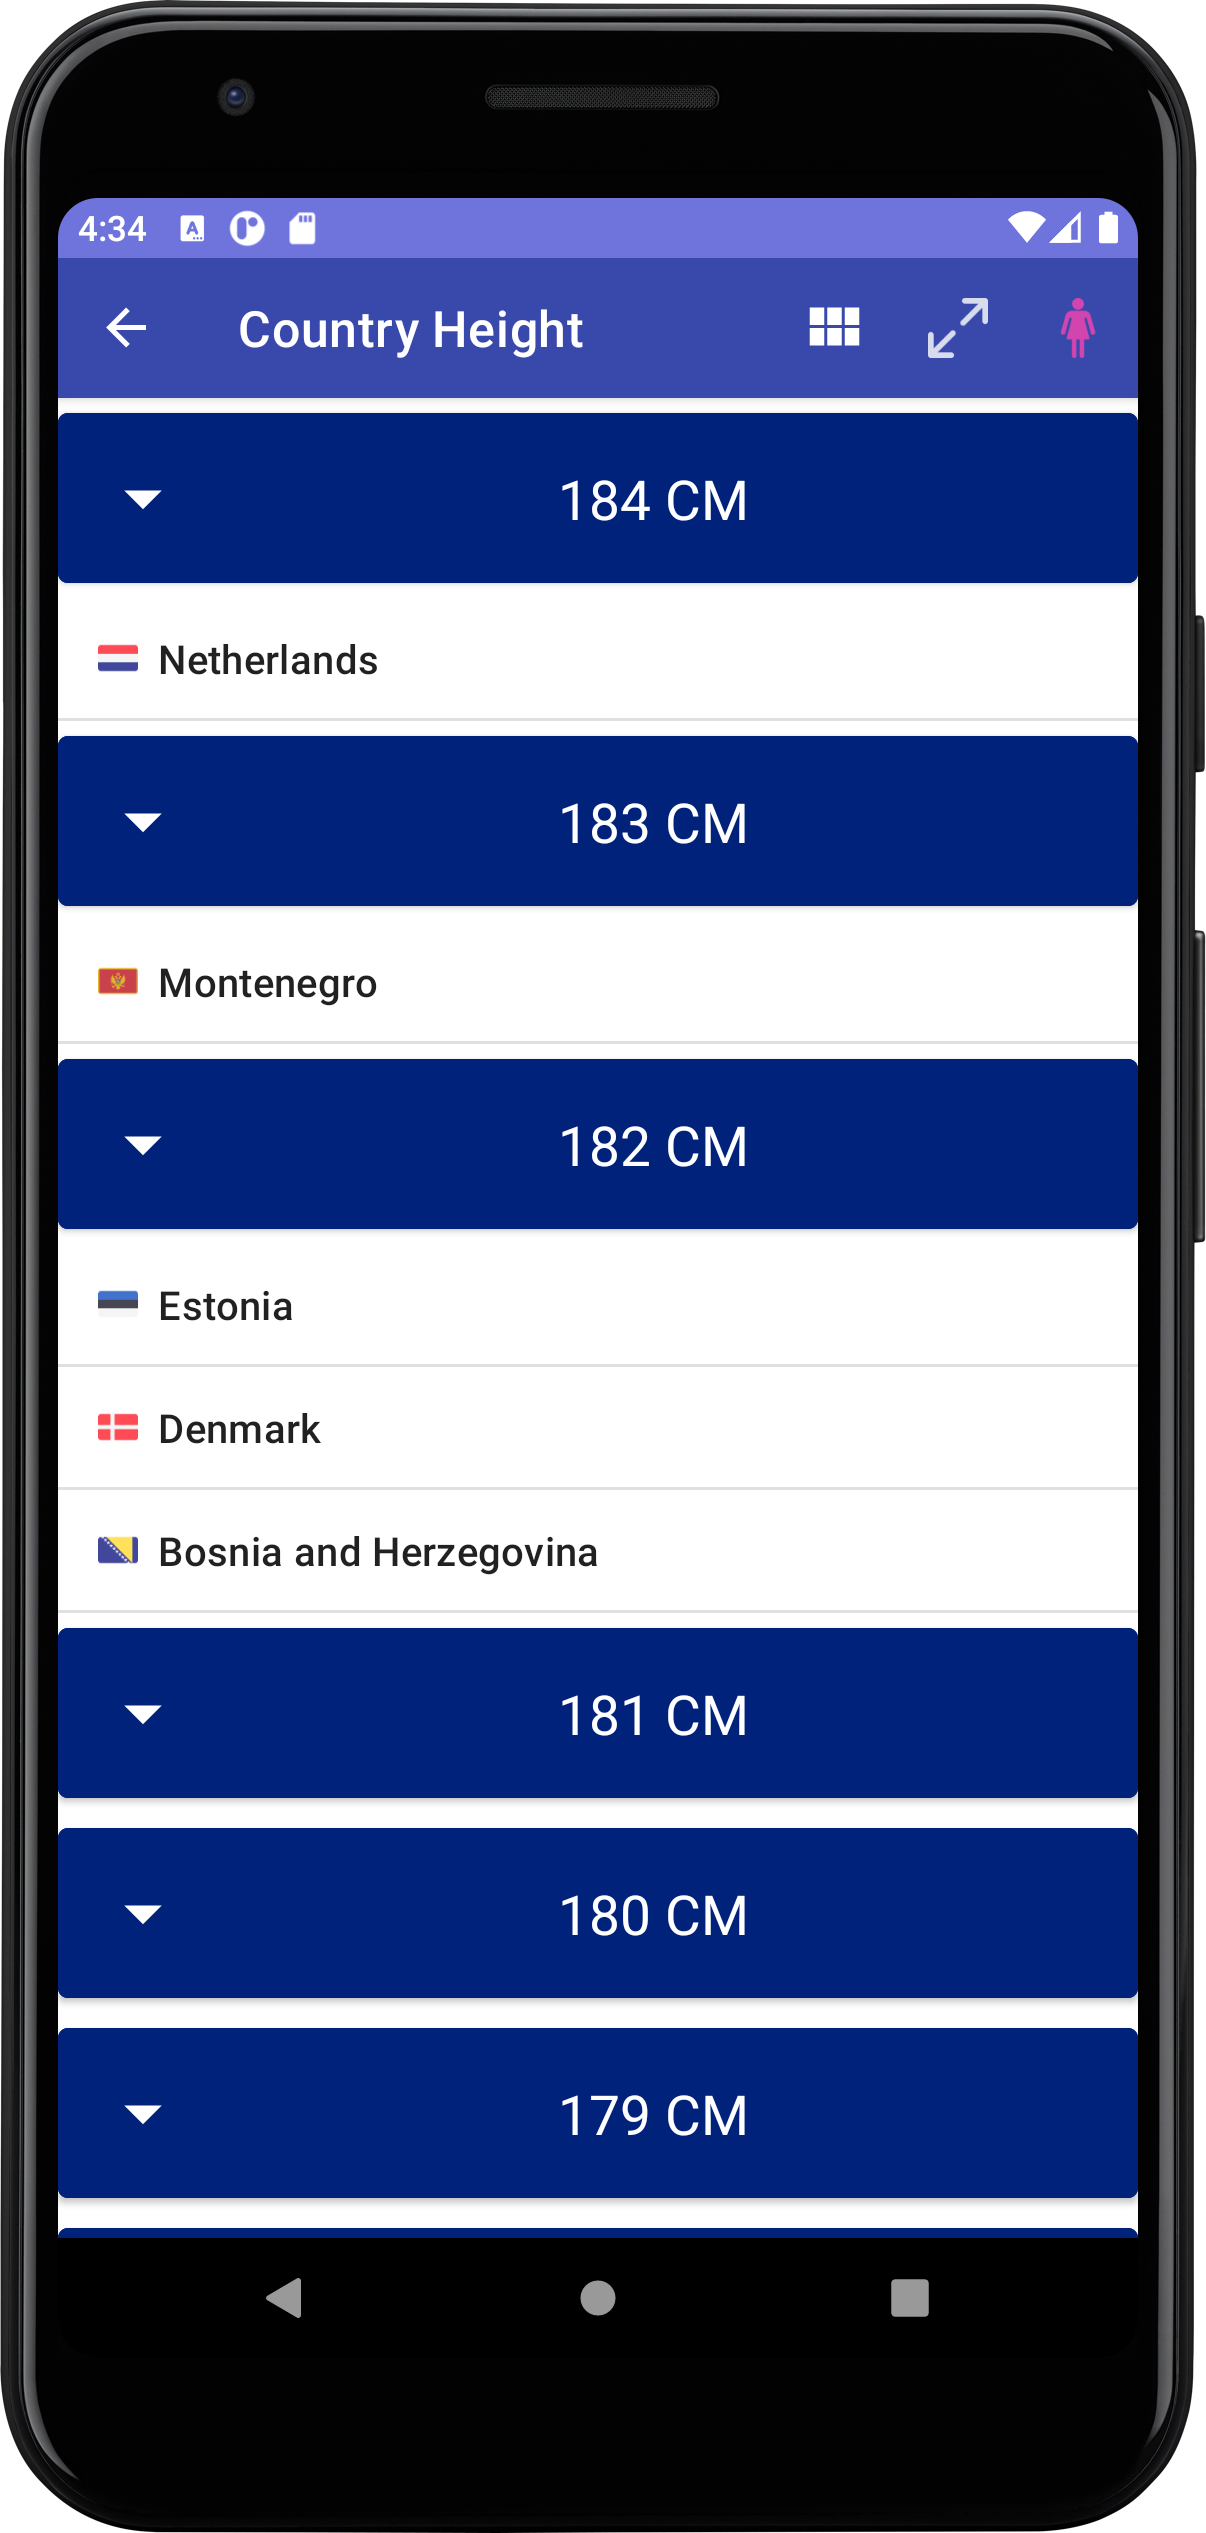 4:34
Country Height
184 CM
Netherlands
183 CM
Montenegro
182 CM
Estonia
Denmark
Bosnia and Herzegovina
181 CM
180 CM
179 CM